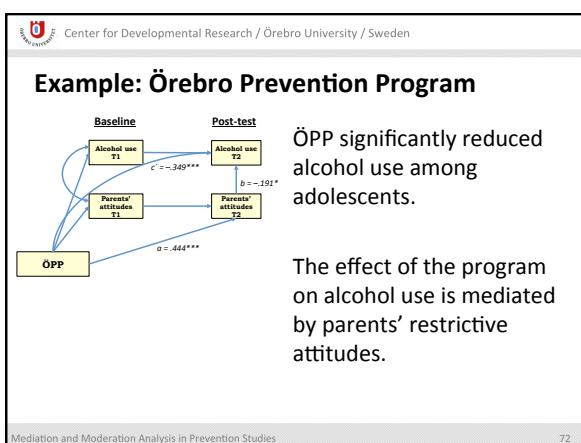 Center for Developmental Research / Örebro University / Sweden
Example: Örebro Prevention Program
Baseline
Post-test
Alcohol use
T1
Alcohol use
T2
c´ = –.349***
b = –.191*
Parents’
attitudes
T1
Parents’
attitudes
T2
a = .444***
ÖPP
ÖPP significantly reduced
alcohol use among
adolescents.
The effect of the program
on alcohol use is mediated
by parents’ restrictive
attitudes.
Mediation and Moderation Analysis in Prevention Studies
72